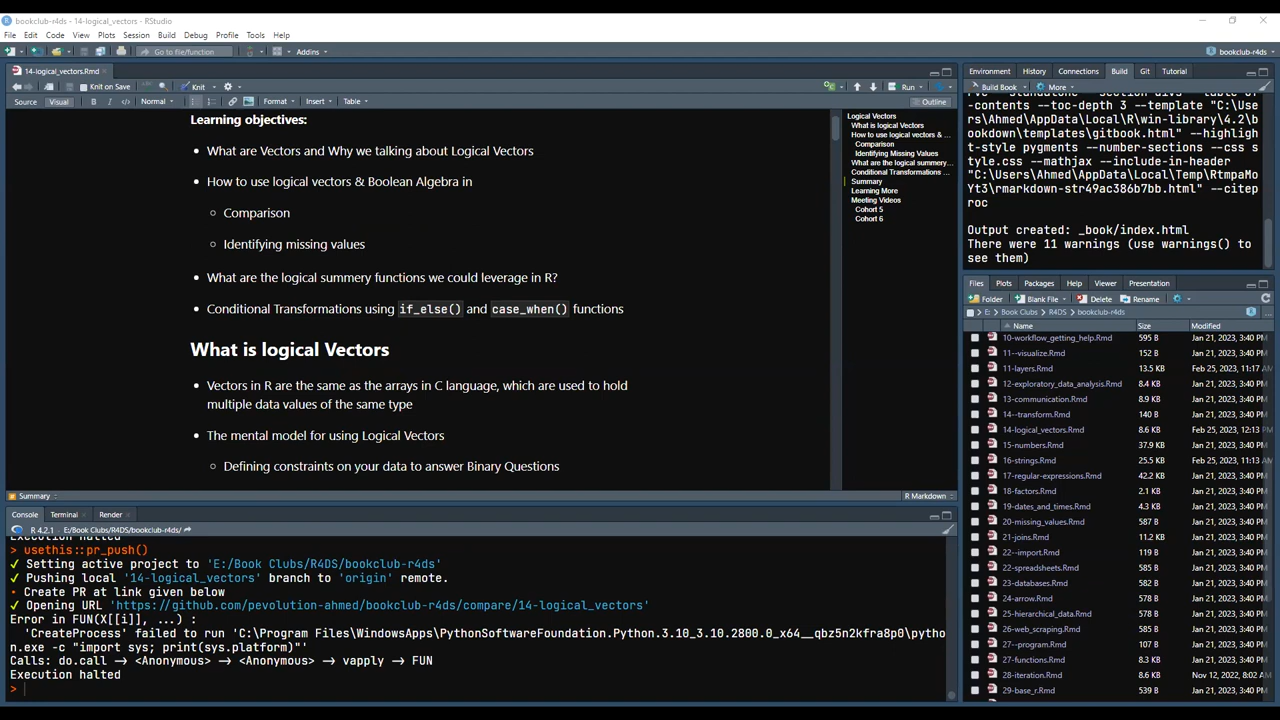 bookclub-r4ds - 14-logical_vectors - RStudio
File Edit Code View Plots Session Build Debug Profile Tools Help
Go to file/function Addins bookclub-r4ds
14-logical_vectors.Rmd
Knit on Save Knit Run
Source Visual B I </> Normal Format Insert Table Outline
Learning objectives:
What are Vectors and Why we talking about Logical Vectors
How to use logical vectors & Boolean Algebra in
Comparison
Identifying missing values
What are the logical summery functions we could leverage in R?
Conditional Transformations using if_else() and case_when() functions
What is logical Vectors
Vectors in R are the same as the arrays in C language, which are used to hold
multiple data values of the same type
The mental model for using Logical Vectors
Defining constraints on your data to answer Binary Questions
Logical Vectors
What is logical Vectors
How to use logical vectors & ...
Comparison
Identifying Missing Values
What are the logical summery...
Conditional Transformations ...
Summary
Learning More
Meeting Videos
Cohort 5
Cohort 6
Summary R Markdown
Console Terminal Render
R 4.2.1 · E:/Book Clubs/R4DS/bookclub-r4ds/
Execution halted
> usethis::pr_push()
✓ Setting active project to 'E:/Book Clubs/R4DS/bookclub-r4ds'
✓ Pushing local '14-logical_vectors' branch to 'origin' remote.
• Create PR at link given below
✓ Opening URL 'https://github.com/pevolution-ahmed/bookclub-r4ds/compare/14-logical_vectors'
Error in FUN(X[[i]], ...) :
'CreateProcess' failed to run 'C:\Program Files\WindowsApps\PythonSoftwareFoundation.Python.3.10_3.10.2800.0_x64__qbz5n2kfra8p0\pytho
n.exe -c "import sys; print(sys.platform)"'
Calls: do.call -> <Anonymous> -> <Anonymous> -> vapply -> FUN
Execution halted
>
Environment History Connections Build Git Tutorial
Build Book More
-contents --toc-depth 3 --template "C:\Use
rs\Ahmed\AppData\Local\R\win-library\4.2\b
ookdown\templates\gitbook.html" --highligh
t-style pygments --number-sections --css s
tyle.css --mathjax --include-in-header
"C:\Users\Ahmed\AppData\Local\Temp\RtmpaMo
Yt3\rmarkdown-str49ac386b7bb.html" --citep
roc
Output created: _book/index.html
There were 11 warnings (use warnings() to
see them)
Files Plots Packages Help Viewer Presentation
Folder Blank File Delete Rename
E: Book Clubs R4DS bookclub-r4ds
Name Size Modified
10-workflow_getting_help.Rmd 595 B Jan 21, 2023, 3:40 PM
11--visualize.Rmd 152 B Jan 21, 2023, 3:40 PM
11-layers.Rmd 13.5 KB Feb 25, 2023, 11:17 AM
12-exploratory_data_analysis.Rmd 8.4 KB Jan 21, 2023, 3:40 PM
13-communication.Rmd 8.9 KB Jan 21, 2023, 3:40 PM
14--transform.Rmd 140 B Jan 21, 2023, 3:40 PM
14-logical_vectors.Rmd 8.6 KB Feb 25, 2023, 12:13 PM
15-numbers.Rmd 37.9 KB Jan 21, 2023, 3:40 PM
16-strings.Rmd 25.5 KB Feb 25, 2023, 11:13 AM
17-regular-expressions.Rmd 42.2 KB Jan 21, 2023, 3:40 PM
18-factors.Rmd 2.1 KB Jan 21, 2023, 3:40 PM
19-dates_and_times.Rmd 4.3 KB Jan 21, 2023, 3:40 PM
20-missing_values.Rmd 587 B Jan 21, 2023, 3:40 PM
21-joins.Rmd 11.2 KB Jan 21, 2023, 3:40 PM
22--import.Rmd 119 B Jan 21, 2023, 3:40 PM
22-spreadsheets.Rmd 585 B Jan 21, 2023, 3:40 PM
23-databases.Rmd 582 B Jan 21, 2023, 3:40 PM
24-arrow.Rmd 578 B Jan 21, 2023, 3:40 PM
25-hierarchical_data.Rmd 578 B Jan 21, 2023, 3:40 PM
26-web_scraping.Rmd 579 B Jan 21, 2023, 3:40 PM
27--program.Rmd 107 B Jan 21, 2023, 3:40 PM
27-functions.Rmd 8.3 KB Jan 21, 2023, 3:40 PM
28-iteration.Rmd 8.6 KB Nov 12, 2022, 8:02 AM
29-base_r.Rmd 539 B Jan 21, 2023, 3:40 PM